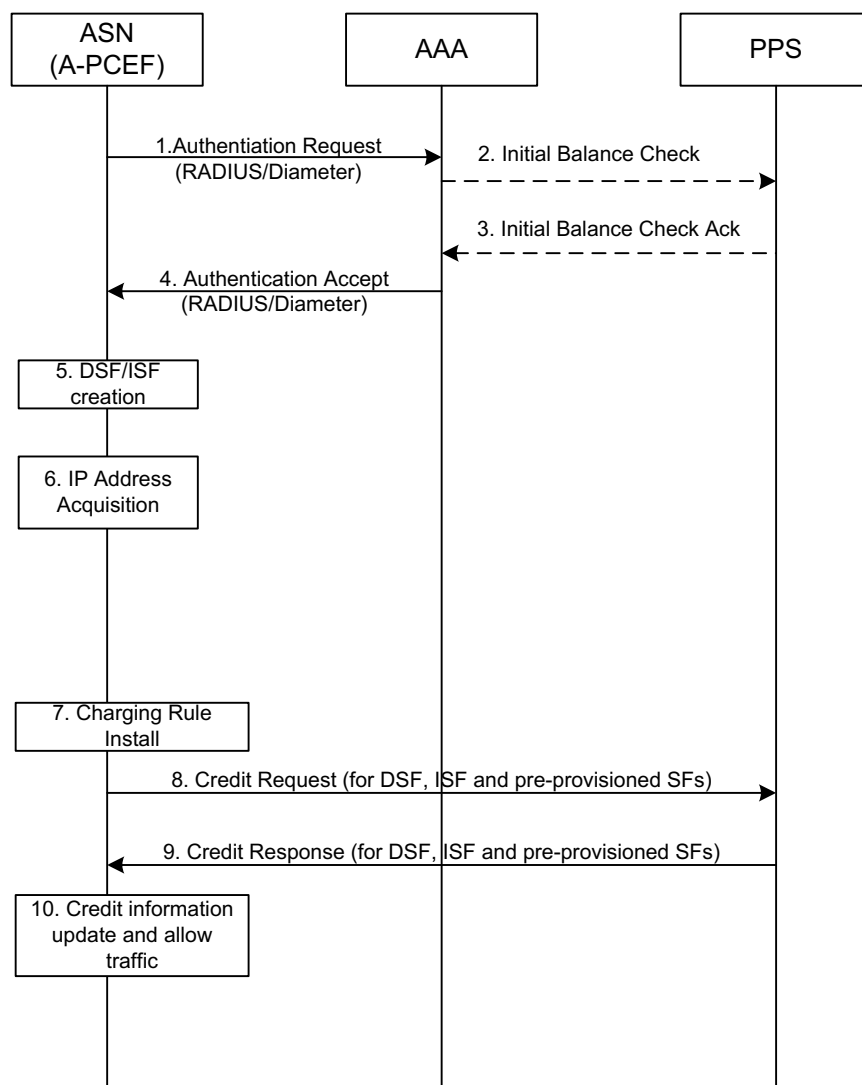 ASN
(A-PCEF)
AAA
PPS
1.Authentiation Request
(RADIUS/Diameter)
2. Initial Balance Check
3. Initial Balance Check Ack
4. Authentication Accept
(RADIUS/Diameter)
5. DSF/ISF
creation
6. IP Address
Acquisition
7. Charging Rule
Install
8. Credit Request (for DSF, ISF and pre-provisioned SFs)
9. Credit Response (for DSF, ISF and pre-provisioned SFs)
10. Credit information
update and allow
traffic